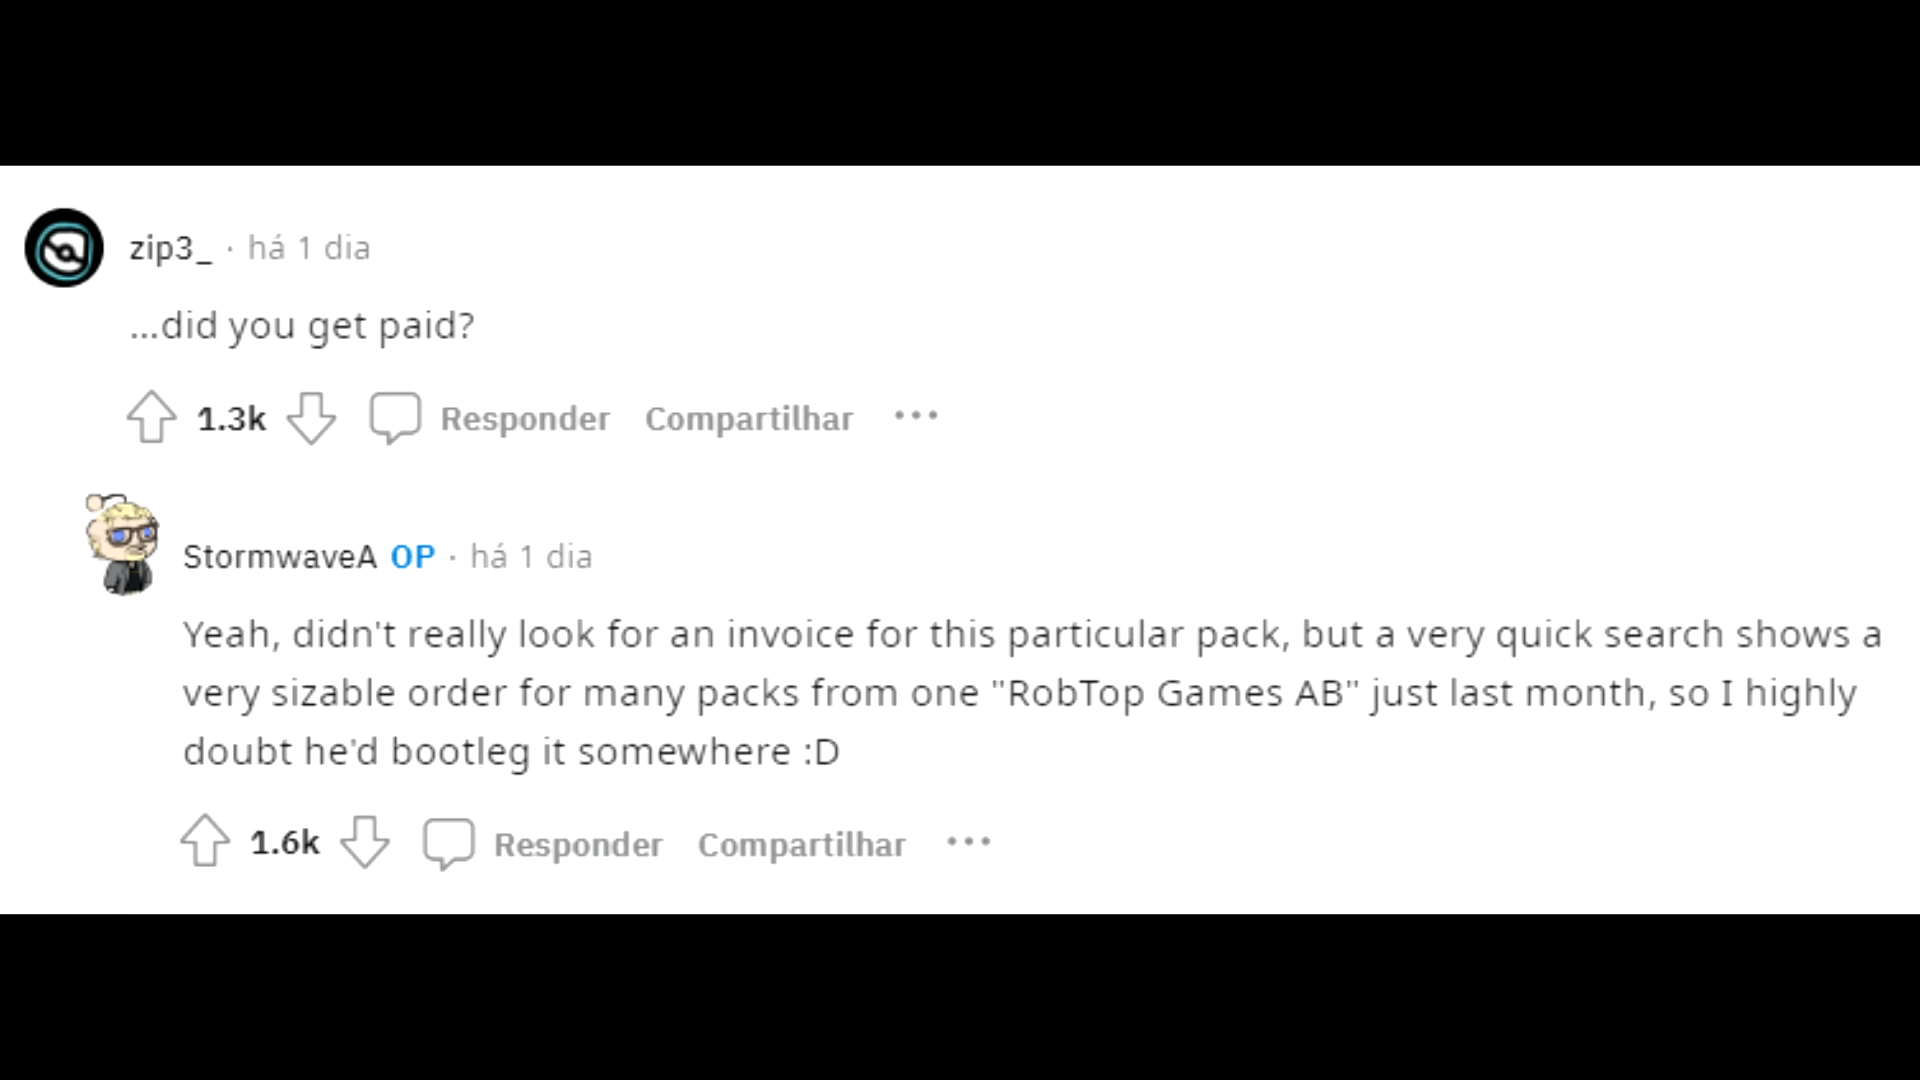 zip3_ · há 1 dia
...did you get paid?
1.3k Responder Compartilhar ···
StormwaveA OP · há 1 dia
Yeah, didn't really look for an invoice for this particular pack, but a very quick search shows a
very sizable order for many packs from one "RobTop Games AB" just last month, so I highly
doubt he'd bootleg it somewhere :D
1.6k Responder Compartilhar ···